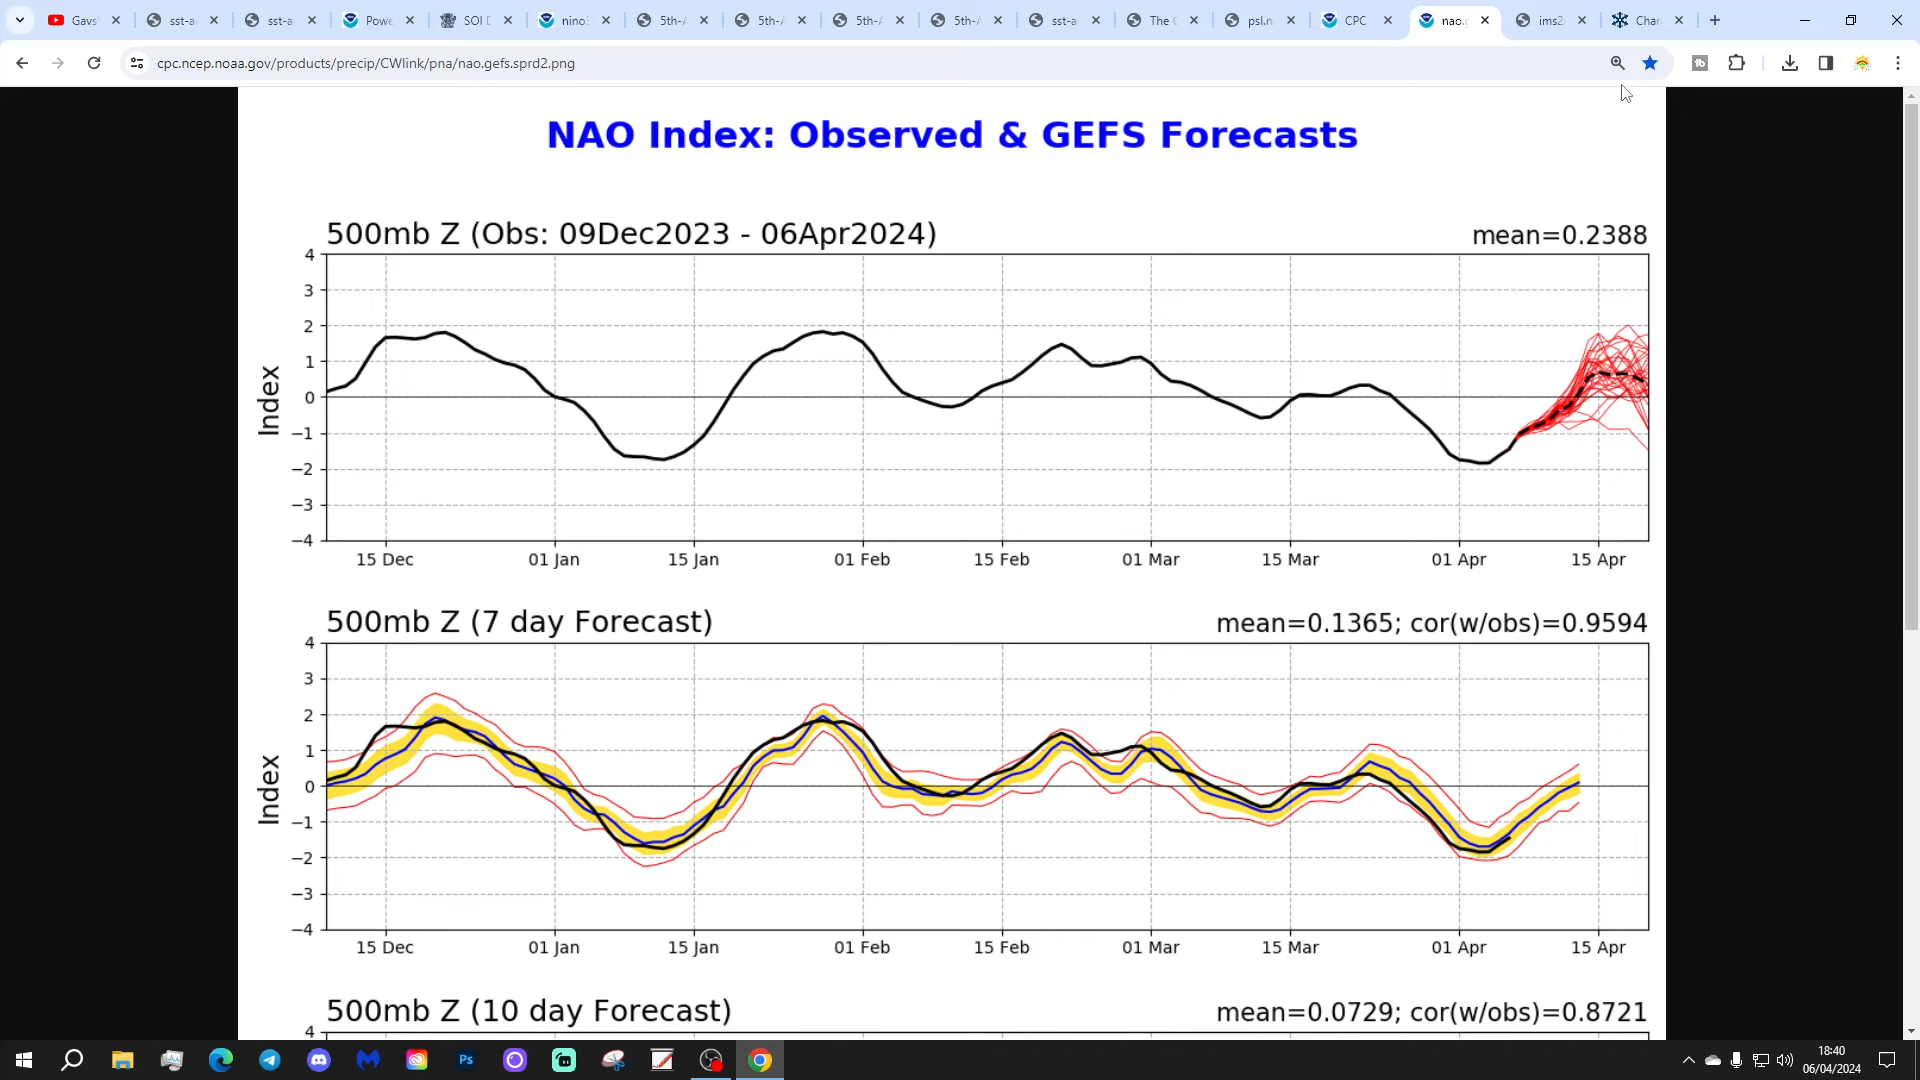 Gavs
sst-a
sst-a
Powe
SOI D
nino3
5th-A
5th-A
5th-A
5th-A
sst-a
The C
psl.n
CPC
nao.g
ims2
Char
cpc.ncep.noaa.gov/products/precip/CWlink/pna/nao.gefs.sprd2.png
NAO Index: Observed & GEFS Forecasts
500mb Z (Obs: 09Dec2023 - 06Apr2024)
mean=0.2388
4
3
2
1
0
−1
−2
−3
−4
Index
15 Dec 01 Jan 15 Jan 01 Feb 15 Feb 01 Mar 15 Mar 01 Apr 15 Apr
500mb Z (7 day Forecast)
mean=0.1365; cor(w/obs)=0.9594
4
3
2
1
0
−1
−2
−3
−4
Index
15 Dec 01 Jan 15 Jan 01 Feb 15 Feb 01 Mar 15 Mar 01 Apr 15 Apr
500mb Z (10 day Forecast)
mean=0.0729; cor(w/obs)=0.8721
4
Ps
18:40
06/04/2024